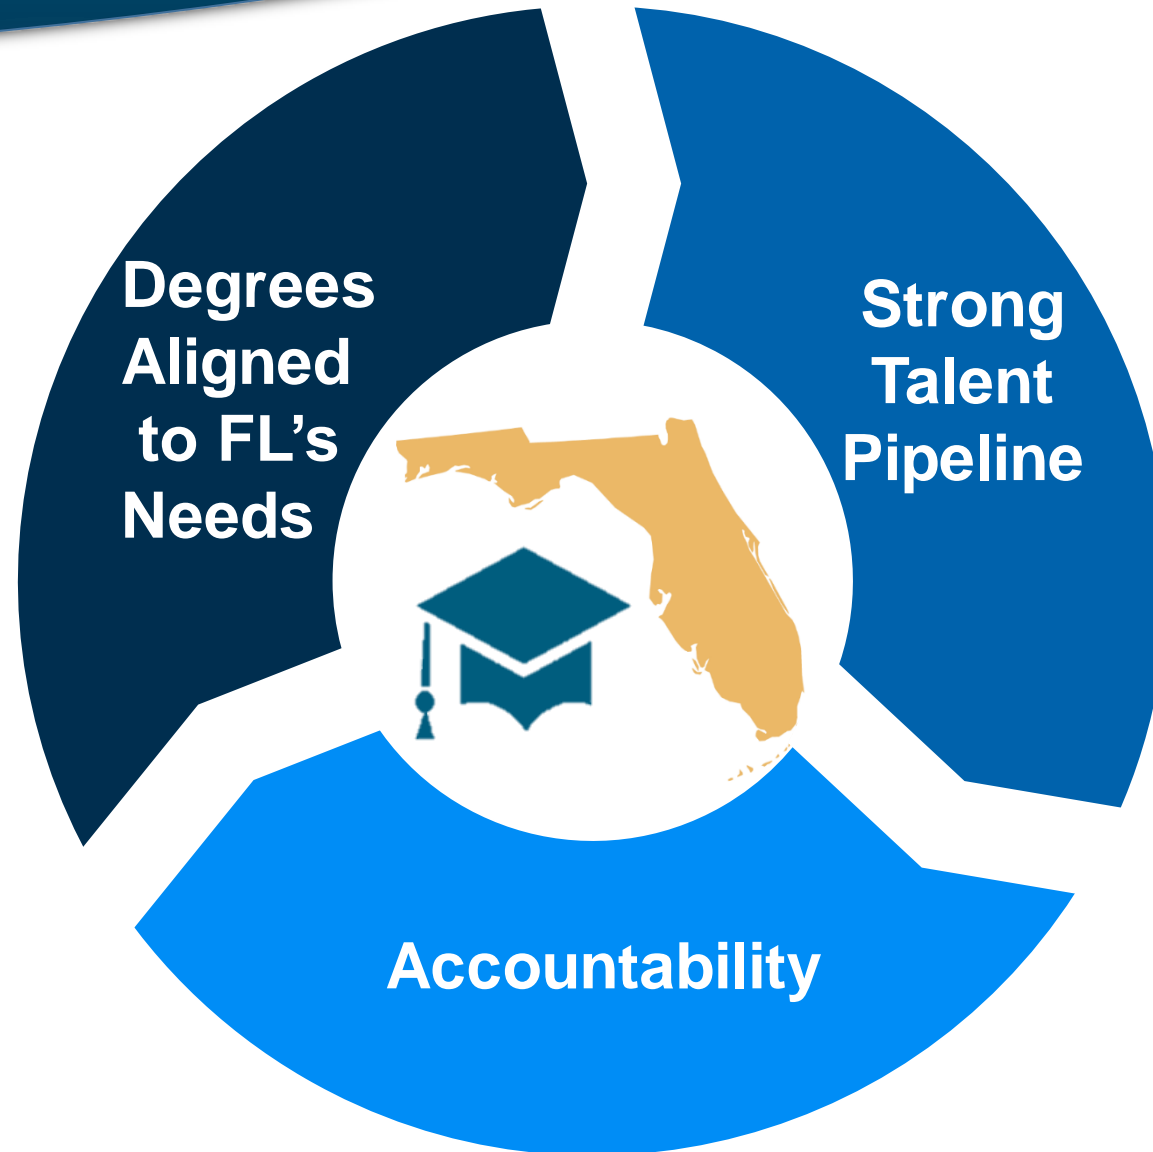 Degrees
Aligned
to FL’s
Needs
Strong
Talent
Pipeline
Accountability